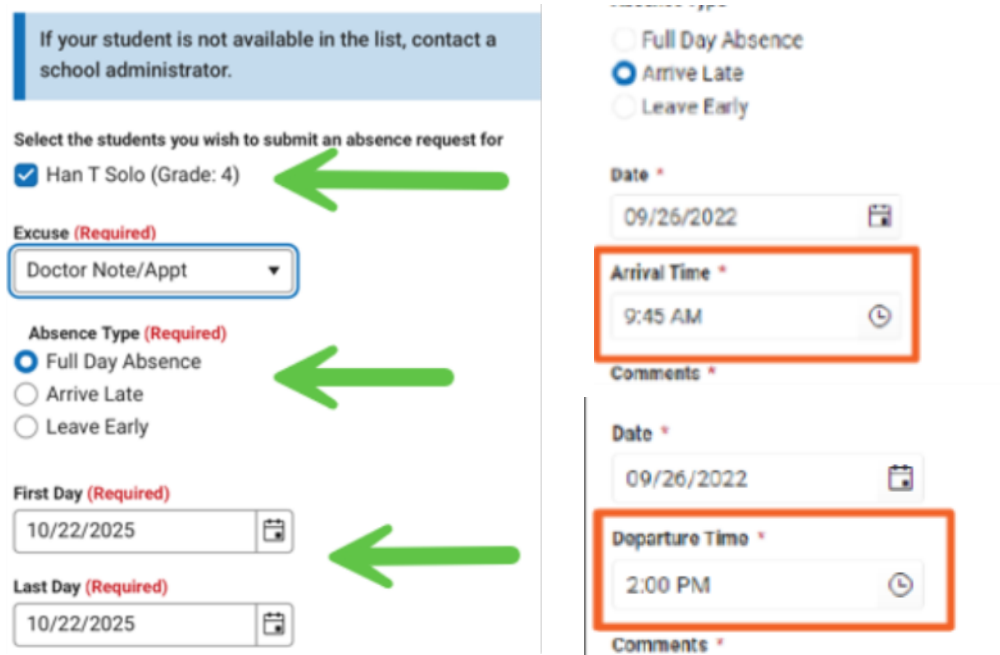 If your student is not available in the list, contact a
school administrator.
Select the students you wish to submit an absence request for
Han T Solo (Grade: 4)
Excuse (Required)
Doctor Note/Appt
Absence Type (Required)
Full Day Absence
Arrive Late
Leave Early
First Day (Required)
10/22/2025
Last Day (Required)
10/22/2025
Full Day Absence
Arrive Late
Leave Early
Date *
09/26/2022
Arrival Time *
9:45 AM
Comments *
Date *
09/26/2022
Departure Time *
2:00 PM
Comments *